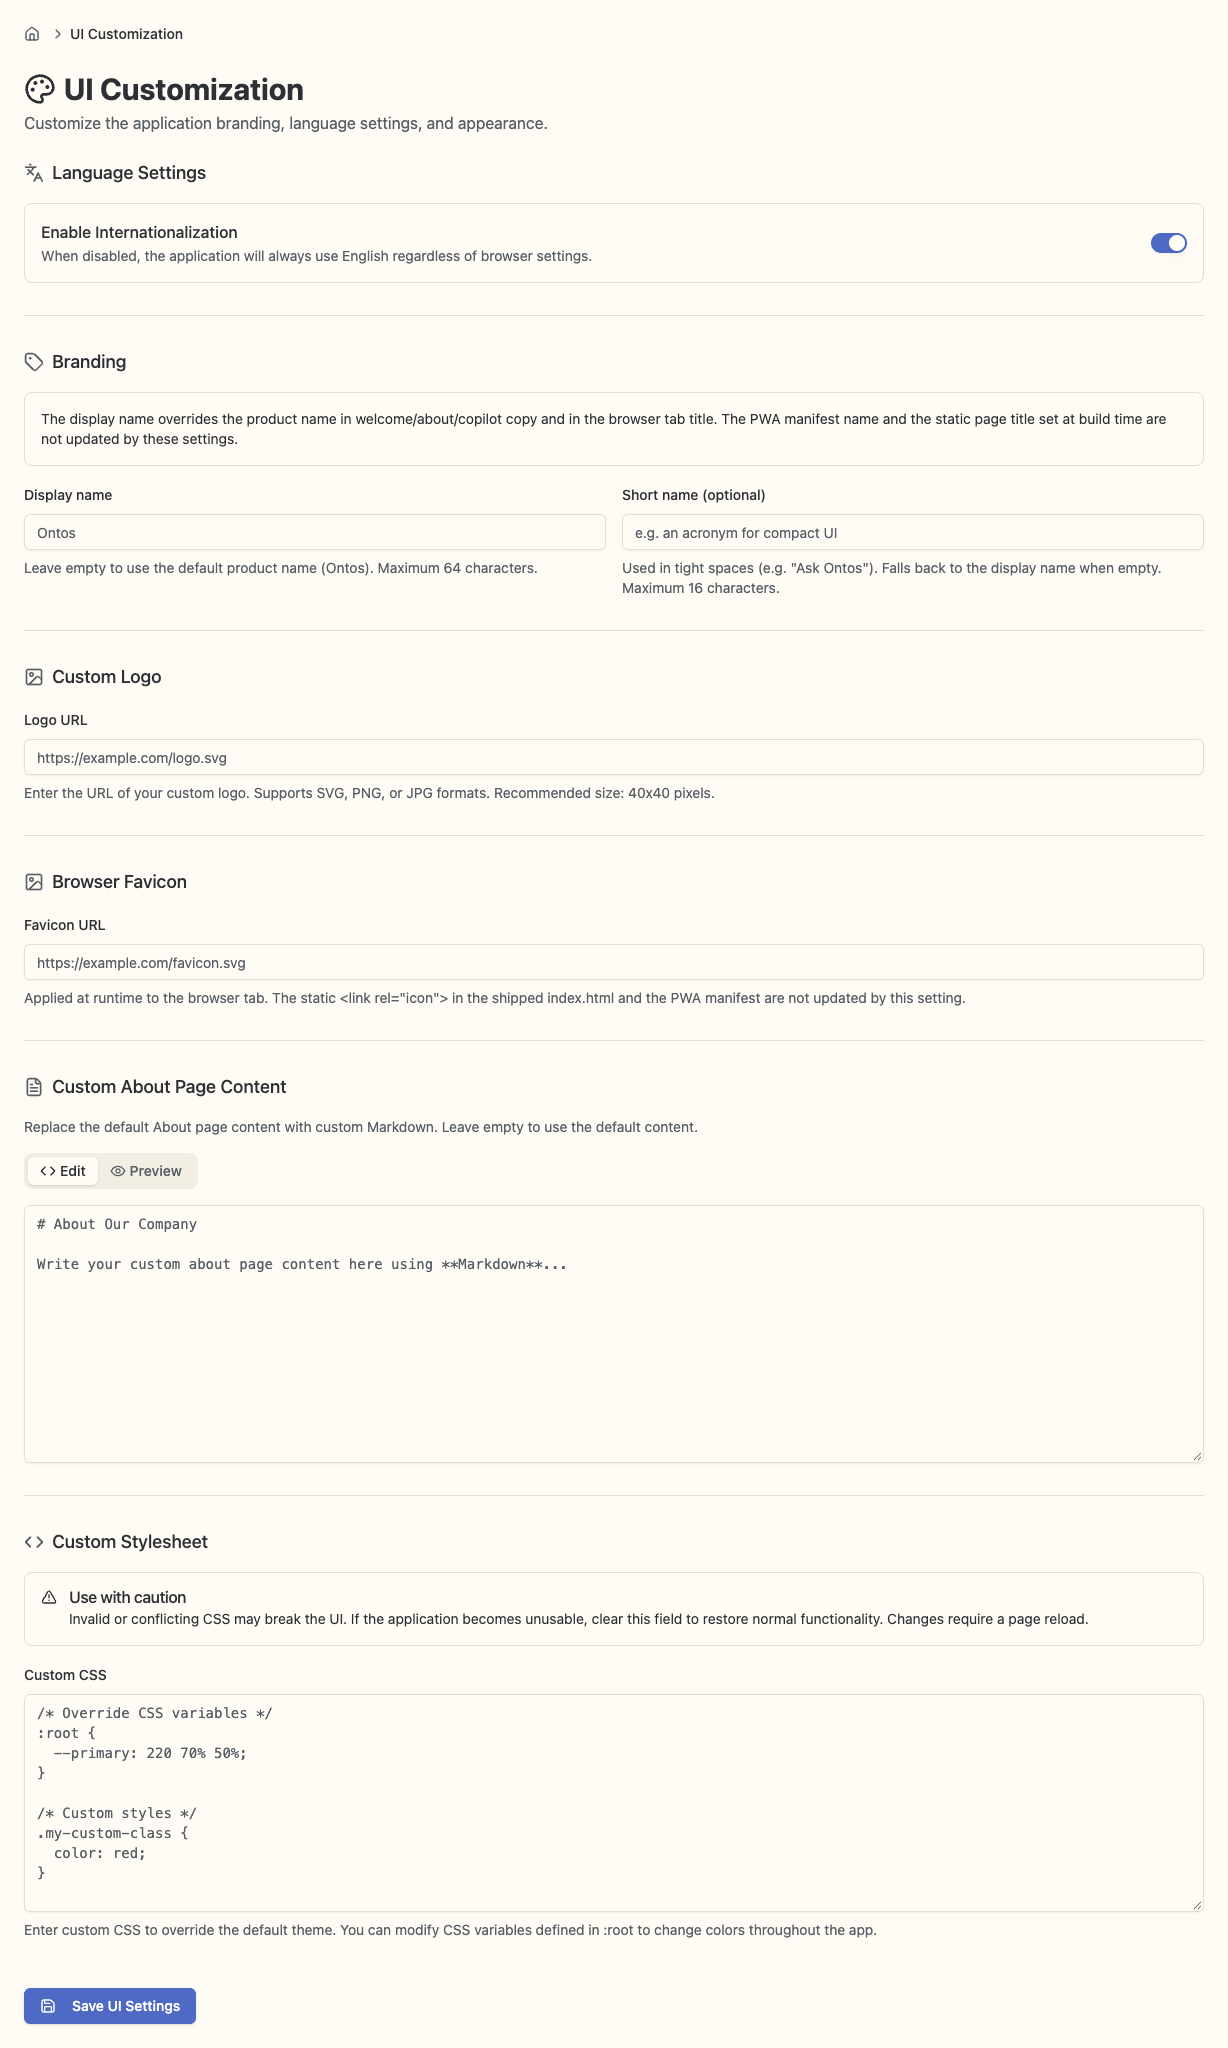 UI Customization
UI Customization
Customize the application branding, language settings, and appearance.
Language Settings
Enable Internationalization
When disabled, the application will always use English regardless of browser settings.
Branding
The display name overrides the product name in welcome/about/copilot copy and in the browser tab title. The PWA manifest name and the static page title set at build time are
not updated by these settings.
Display name
Ontos
Leave empty to use the default product name (Ontos). Maximum 64 characters.
Short name (optional)
e.g. an acronym for compact UI
Used in tight spaces (e.g. "Ask Ontos"). Falls back to the display name when empty.
Maximum 16 characters.
Custom Logo
Logo URL
https://example.com/logo.svg
Enter the URL of your custom logo. Supports SVG, PNG, or JPG formats. Recommended size: 40x40 pixels.
Browser Favicon
Favicon URL
https://example.com/favicon.svg
Applied at runtime to the browser tab. The static <link rel="icon"> in the shipped index.html and the PWA manifest are not updated by this setting.
Custom About Page Content
Replace the default About page content with custom Markdown. Leave empty to use the default content.
Edit Preview
# About Our Company
Write your custom about page content here using **Markdown**...
Custom Stylesheet
Use with caution
Invalid or conflicting CSS may break the UI. If the application becomes unusable, clear this field to restore normal functionality. Changes require a page reload.
Custom CSS
/* Override CSS variables */
:root {
--primary: 220 70% 50%;
}
/* Custom styles */
.my-custom-class {
color: red;
}
Enter custom CSS to override the default theme. You can modify CSS variables defined in :root to change colors throughout the app.
Save UI Settings